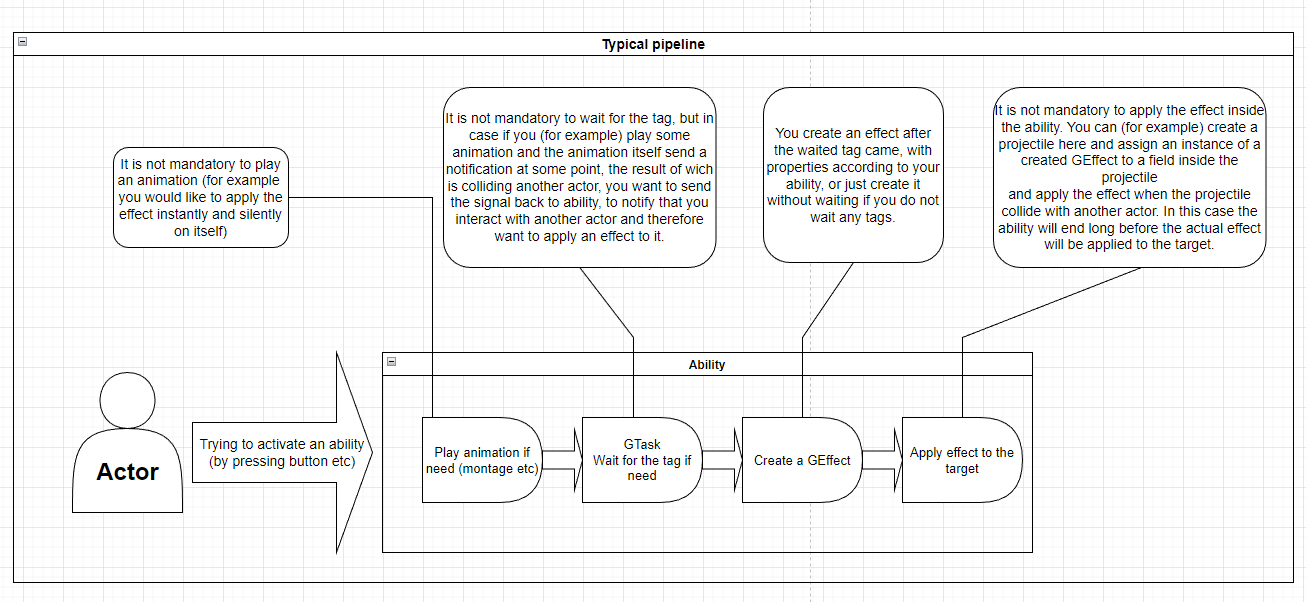 Typical pipeline
It is not mandatory to play
an animation (for example
you would like to apply the
effect instantly and silently
on itself)
It is not mandatory to wait for the tag, but in
case if you (for example) play some
animation and the animation itself send a
notification at some point, the result of wich
is colliding another actor, you want to send
the signal back to ability, to notify that you
interact with another actor and therefore
want to apply an effect to it.
You create an effect after
the waited tag came, with
properties according to your
ability, or just create it
without waiting if you do not
wait any tags.
It is not mandatory to apply the effect inside
the ability. You can (for example) create a
projectile here and assign an instance of a
created GEffect to a field inside the
projectile
and apply the effect when the projectile
collide with another actor. In this case the
ability will end long before the actual effect
will be applied to the target.
Actor
Trying to activate an ability
(by pressing button etc)
Ability
Play animation if
need (montage etc)
GTask
Wait for the tag if
need
Create a GEffect
Apply effect to the
target